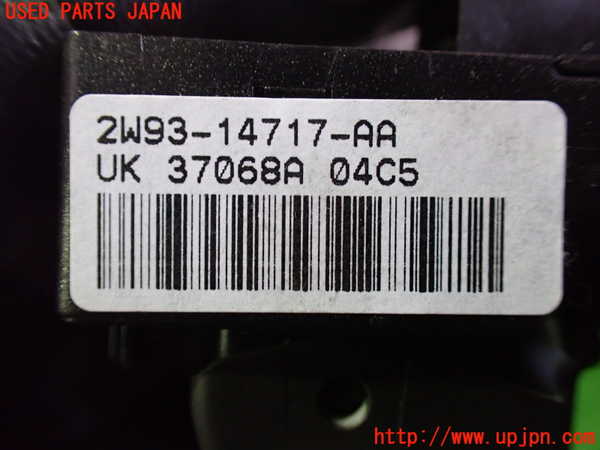 USED PARTS JAPAN
2W93-14717-AA
UK 37068A 04C5
http://www.upjpn.com/